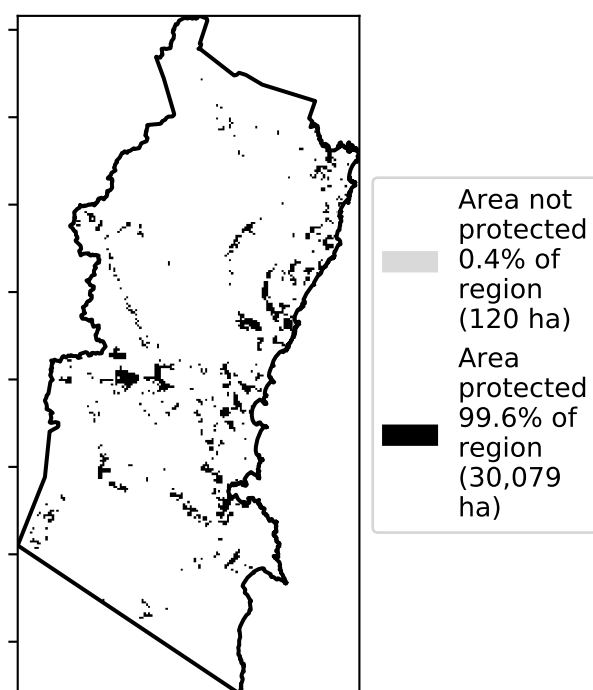 Area not
protected
0.4% of
region
(120 ha)
Area
protected
99.6% of
region
(30,079
ha)